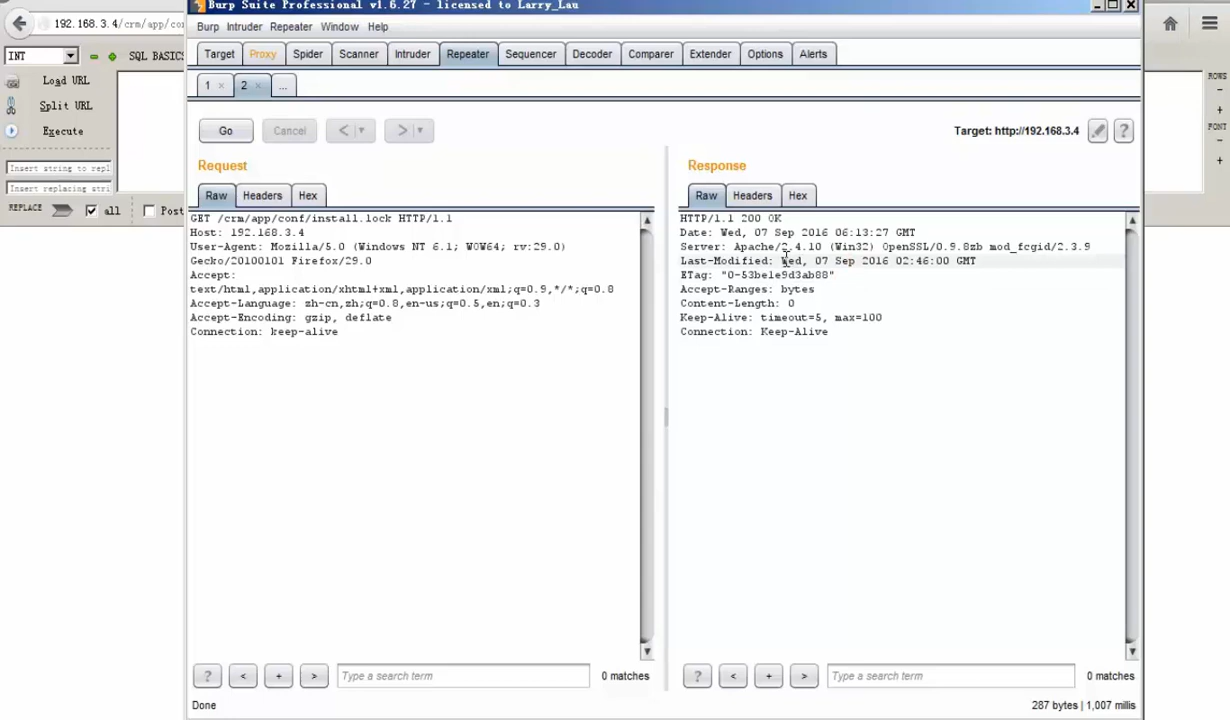 Burp Suite Professional v1.6.27 - licensed to Larry_Lau
192.168.3.4/crm/app/co
Burp Intruder Repeater Window Help
INT SQL BASICS
Target Proxy Spider Scanner Intruder Repeater Sequencer Decoder Comparer Extender Options Alerts
Load URL
1 × 2 × ...
Split URL
Execute
Go Cancel < > Target: http://192.168.3.4 ?
Insert string to repl
Insert replacing stri
REPLACE all Post
ROWS
-
+
FONT
-
+
Request
Raw Headers Hex
GET /crm/app/conf/install.lock HTTP/1.1
Host: 192.168.3.4
User-Agent: Mozilla/5.0 (Windows NT 6.1; WOW64; rv:29.0)
Gecko/20100101 Firefox/29.0
Accept:
text/html,application/xhtml+xml,application/xml;q=0.9,*/*;q=0.8
Accept-Language: zh-cn,zh;q=0.8,en-us;q=0.5,en;q=0.3
Accept-Encoding: gzip, deflate
Connection: keep-alive
? < + > Type a search term 0 matches
Response
Raw Headers Hex
HTTP/1.1 200 OK
Date: Wed, 07 Sep 2016 06:13:27 GMT
Server: Apache/2.4.10 (Win32) OpenSSL/0.9.8zb mod_fcgid/2.3.9
Last-Modified: Wed, 07 Sep 2016 02:46:00 GMT
ETag: "0-53be1e9d3ab88"
Accept-Ranges: bytes
Content-Length: 0
Keep-Alive: timeout=5, max=100
Connection: Keep-Alive
? < + > Type a search term 0 matches
Done 287 bytes | 1,007 millis